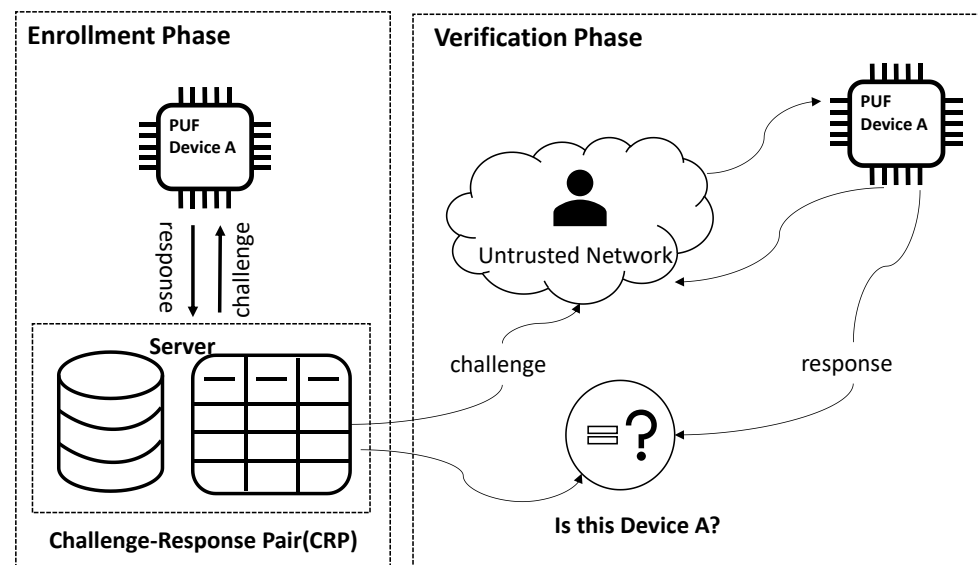 Enrollment Phase
PUF
Device A
response
challenge
Server
Challenge-Response Pair(CRP)
Verification Phase
PUF
Device A
Untrusted Network
challenge
response
=?
Is this Device A?